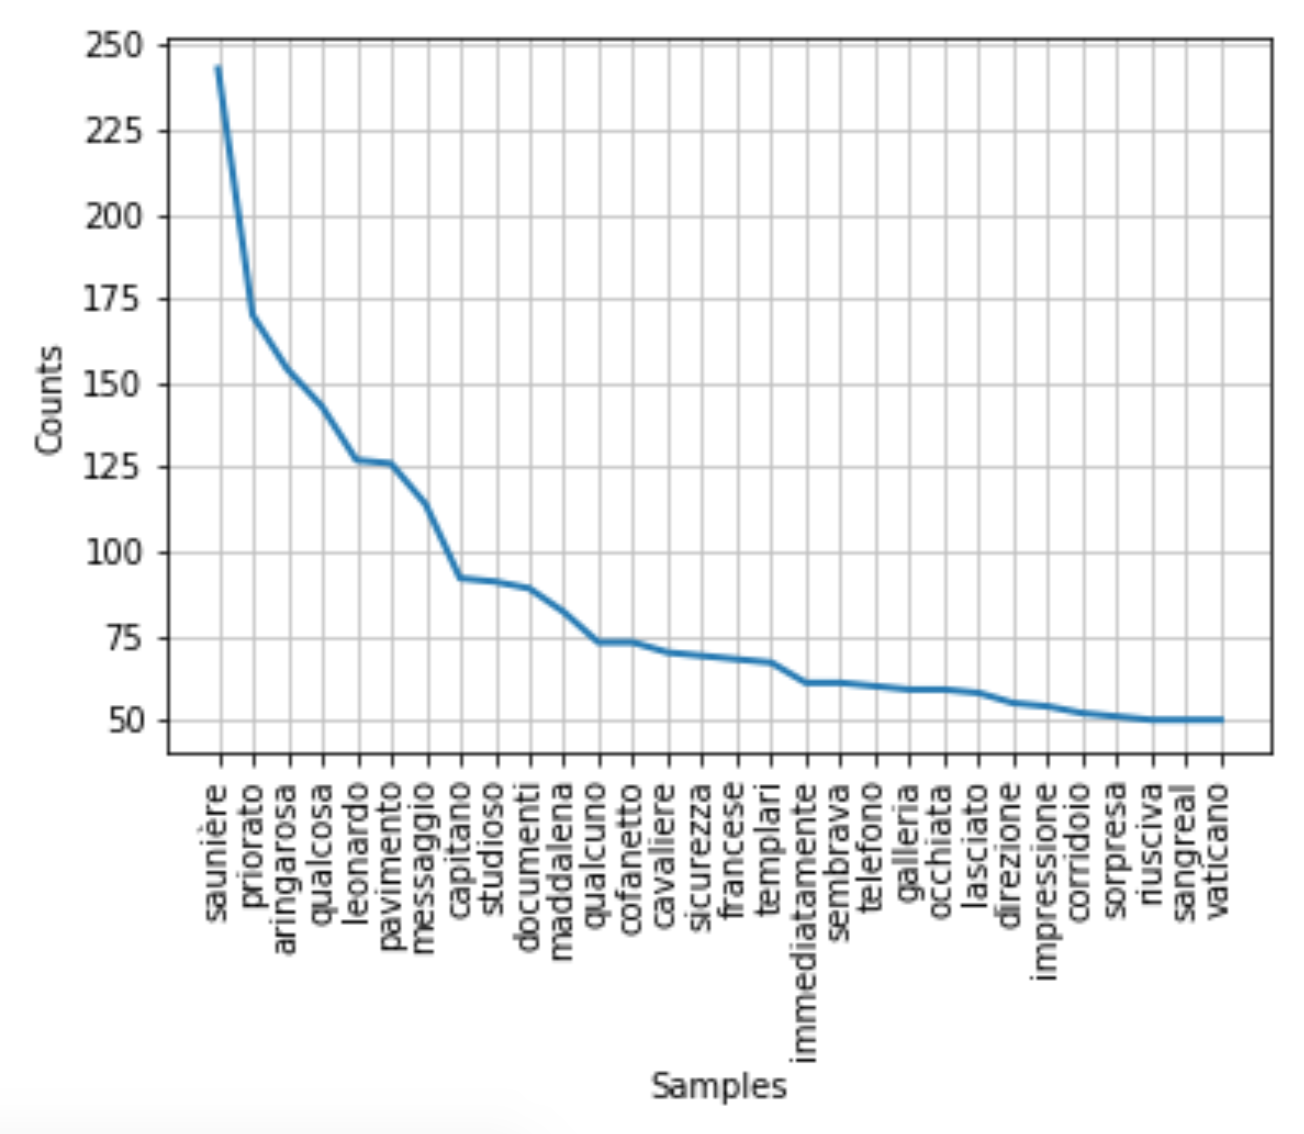 250
225
200
175
150
125
100
75
50
Counts
saunière
priorato
aringarosa
qualcosa
leonardo
pavimento
messaggio
capitano
studioso
documenti
maddalena
qualcuno
cofanetto
cavaliere
sicurezza
francese
templari
immediatamente
sembrava
telefono
galleria
occhiata
lasciato
direzione
impressione
corridoio
sorpresa
riusciva
sangreal
vaticano
Samples